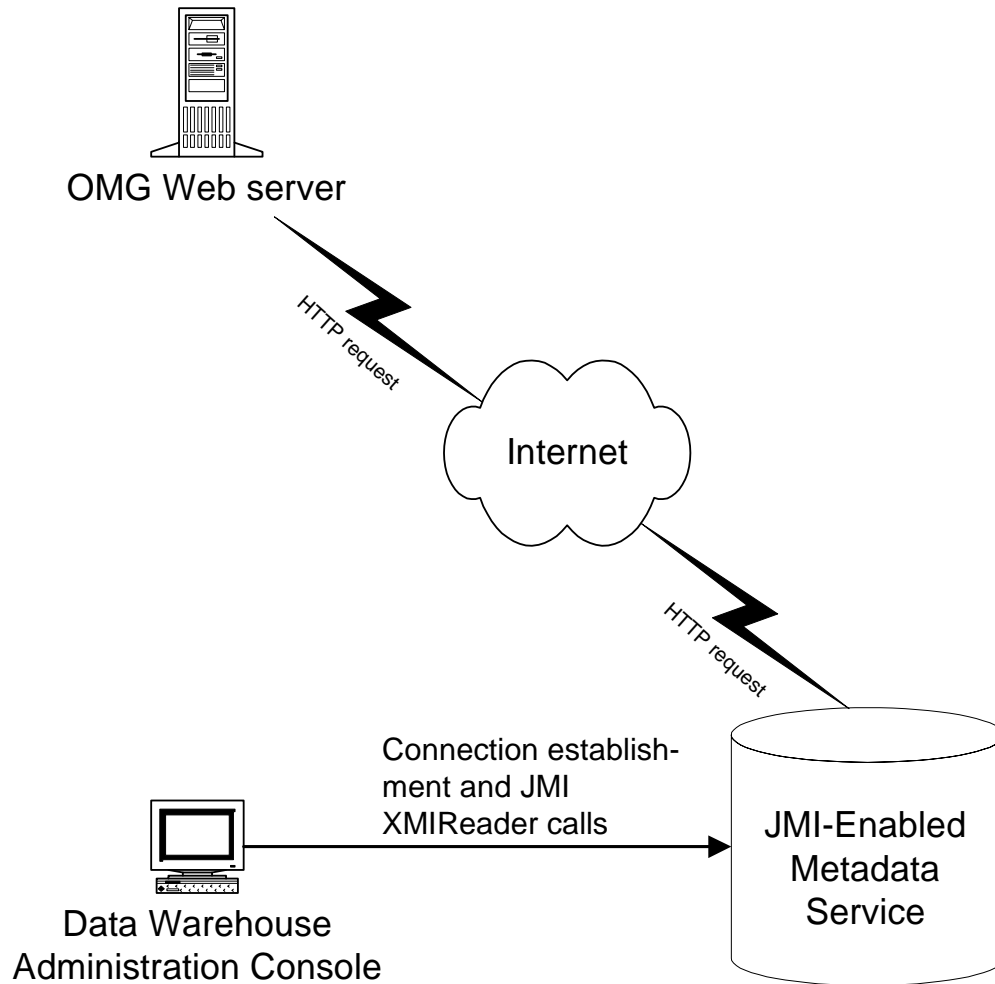 OMG Web server
HTTP request
Internet
HTTP request
Connection establish-
ment and JMI
XMIReader calls
JMI-Enabled
Metadada
Service
Data Warehouse
Administration Console